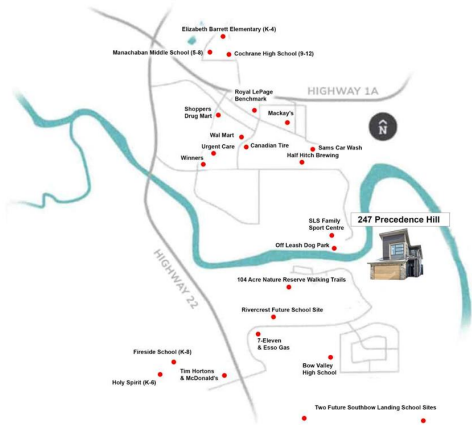 Elizabeth Barrett Elementary (K-4)
Manachaban Middle School (5-8)
Cochrane High School (9-12)
HIGHWAY 1A
Royal LePage
Benchmark
Shoppers
Drug Mart
Mackay's
N
Wal Mart
Urgent Care
Canadian Tire
Sams Car Wash
Winners
Half Hitch Brewing
SLS Family
Sport Centre
247 Precedence Hill
Off Leash Dog Park
HIGHWAY 22
104 Acre Nature Reserve Walking Trails
Rivercrest Future School Site
7-Eleven
& Esso Gas
Fireside School (K-8)
Bow Valley
High School
Tim Hortons
& McDonald's
Holy Spirit (K-6)
Two Future Southbow Landing School Sites